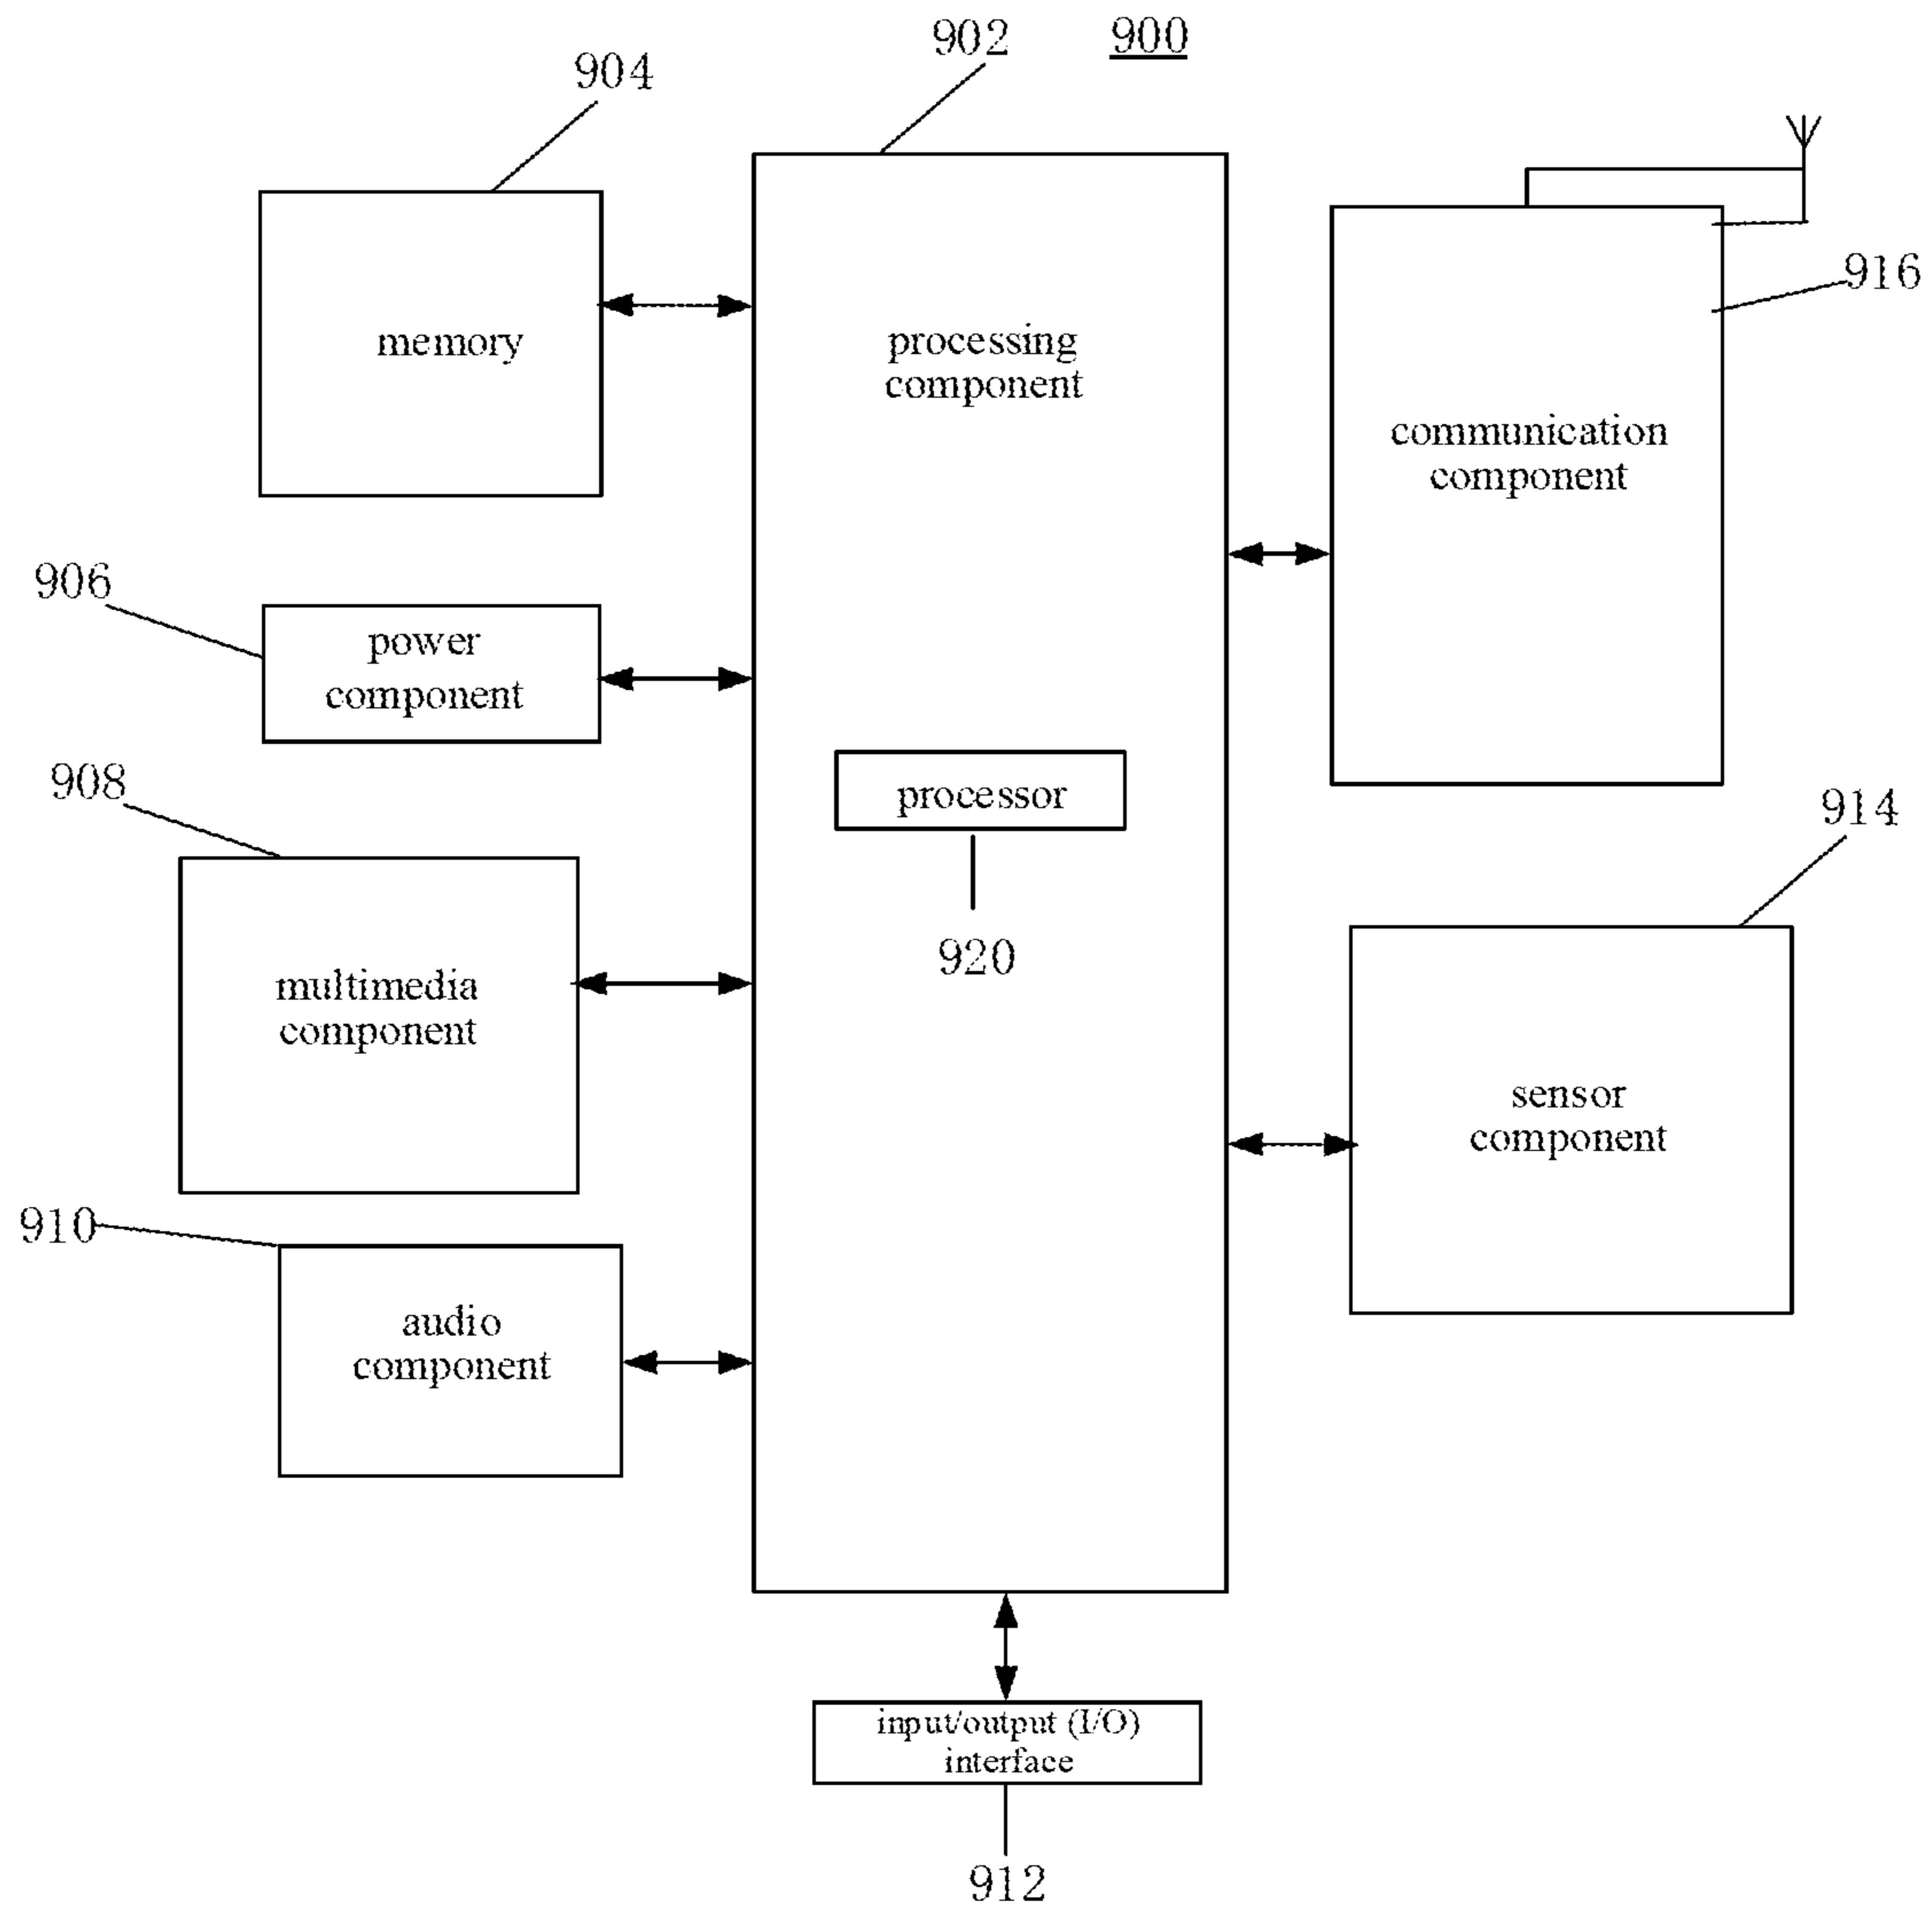 902
900
904
memory
processing
component
916
communication
component
906
power
component
908
processor
914
920
multimedia
component
sensor
component
910
audio
component
input/output (I/O)
interface
912